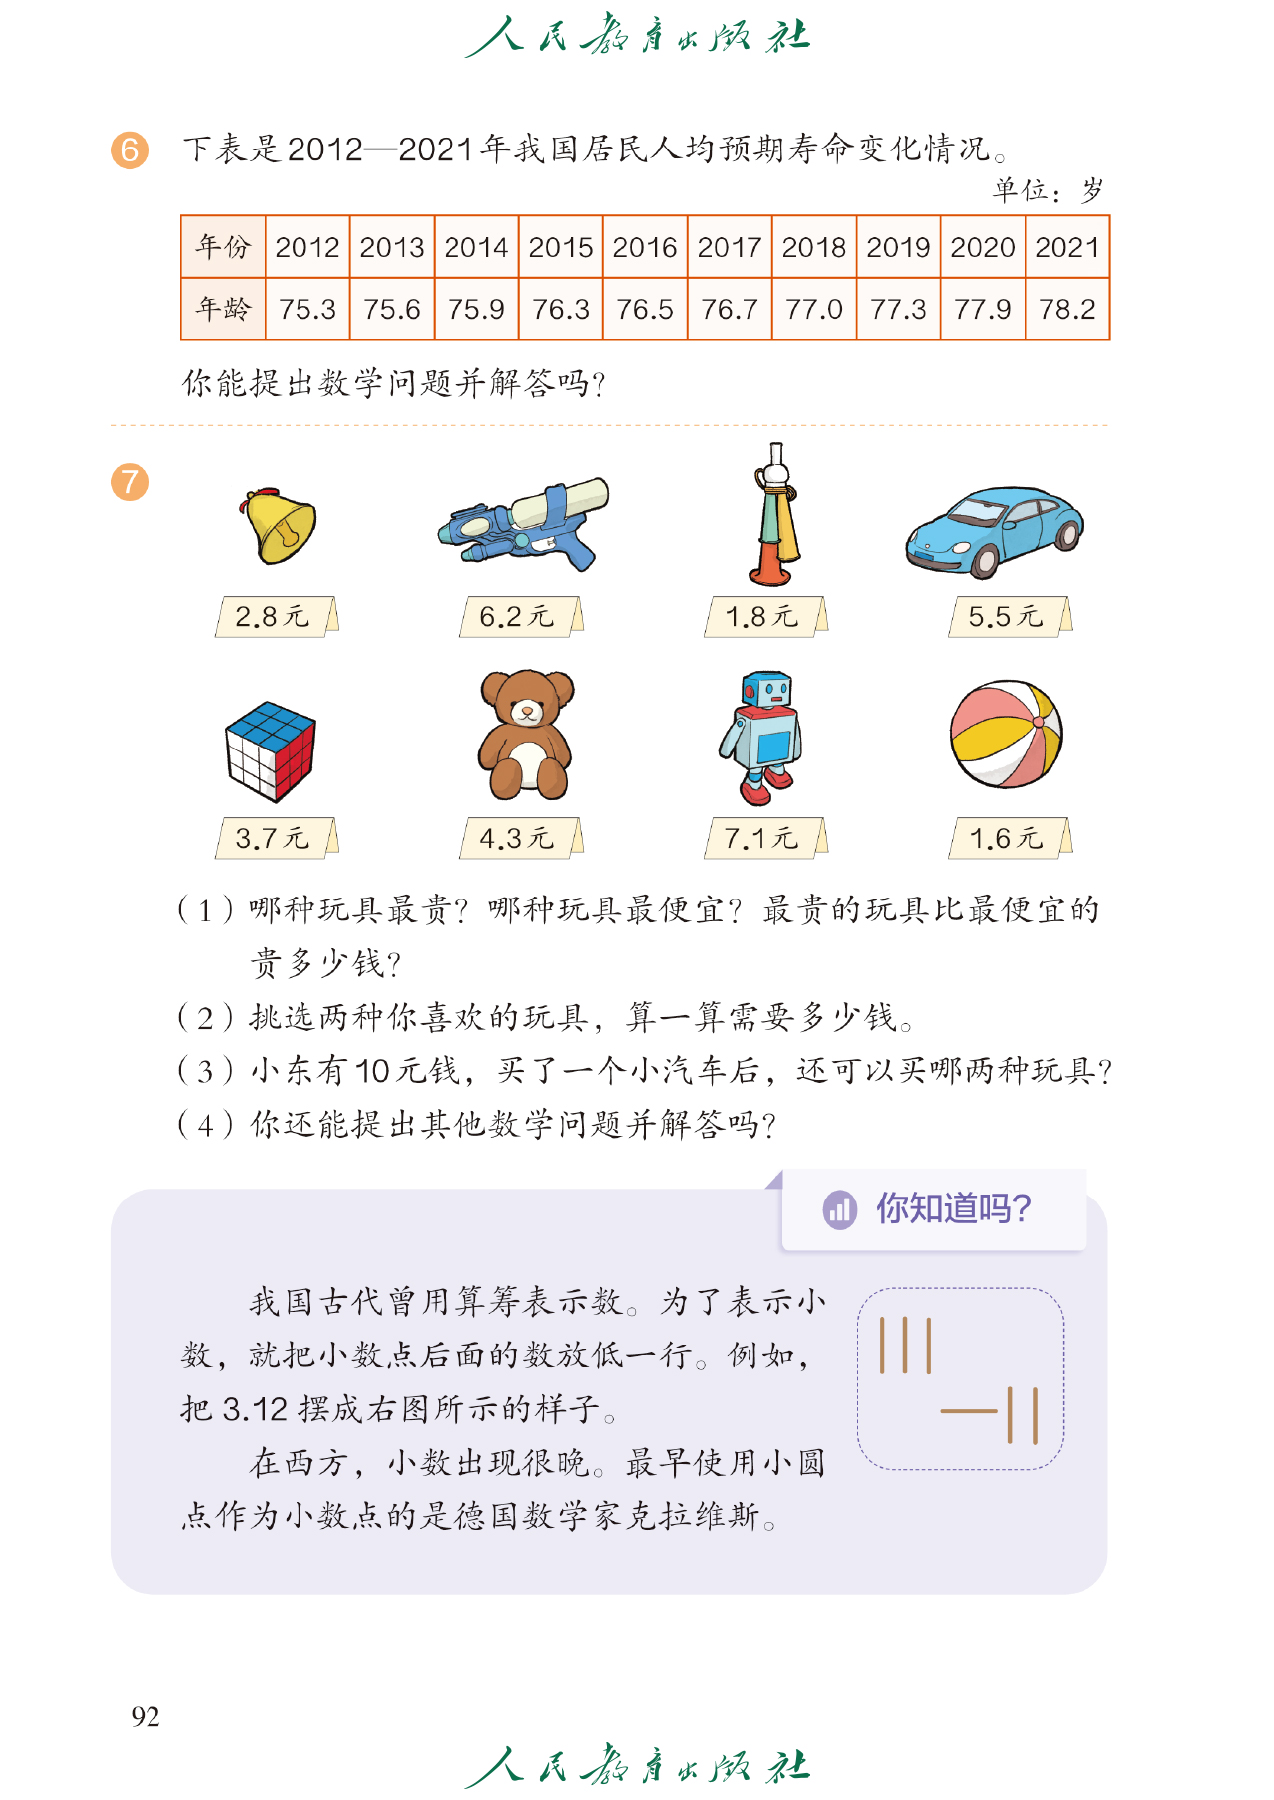 人民教育出版社
6 下表是2012—2021年我国居民人均预期寿命变化情况。
单位：岁
年份 2012 2013 2014 2015 2016 2017 2018 2019 2020 2021
年龄 75.3 75.6 75.9 76.3 76.5 76.7 77.0 77.3 77.9 78.2
你能提出数学问题并解答吗？
7
2.8元 6.2元 1.8元 5.5元
3.7元 4.3元 7.1元 1.6元
（1）哪种玩具最贵？哪种玩具最便宜？最贵的玩具比最便宜的
贵多少钱？
（2）挑选两种你喜欢的玩具，算一算需要多少钱。
（3）小东有10元钱，买了一个小汽车后，还可以买哪两种玩具？
（4）你还能提出其他数学问题并解答吗？
你知道吗？
我国古代曾用算筹表示数。为了表示小
数，就把小数点后面的数放低一行。例如，
把3.12摆成右图所示的样子。
在西方，小数出现很晚。最早使用小圆
点作为小数点的是德国数学家克拉维斯。
92
人民教育出版社